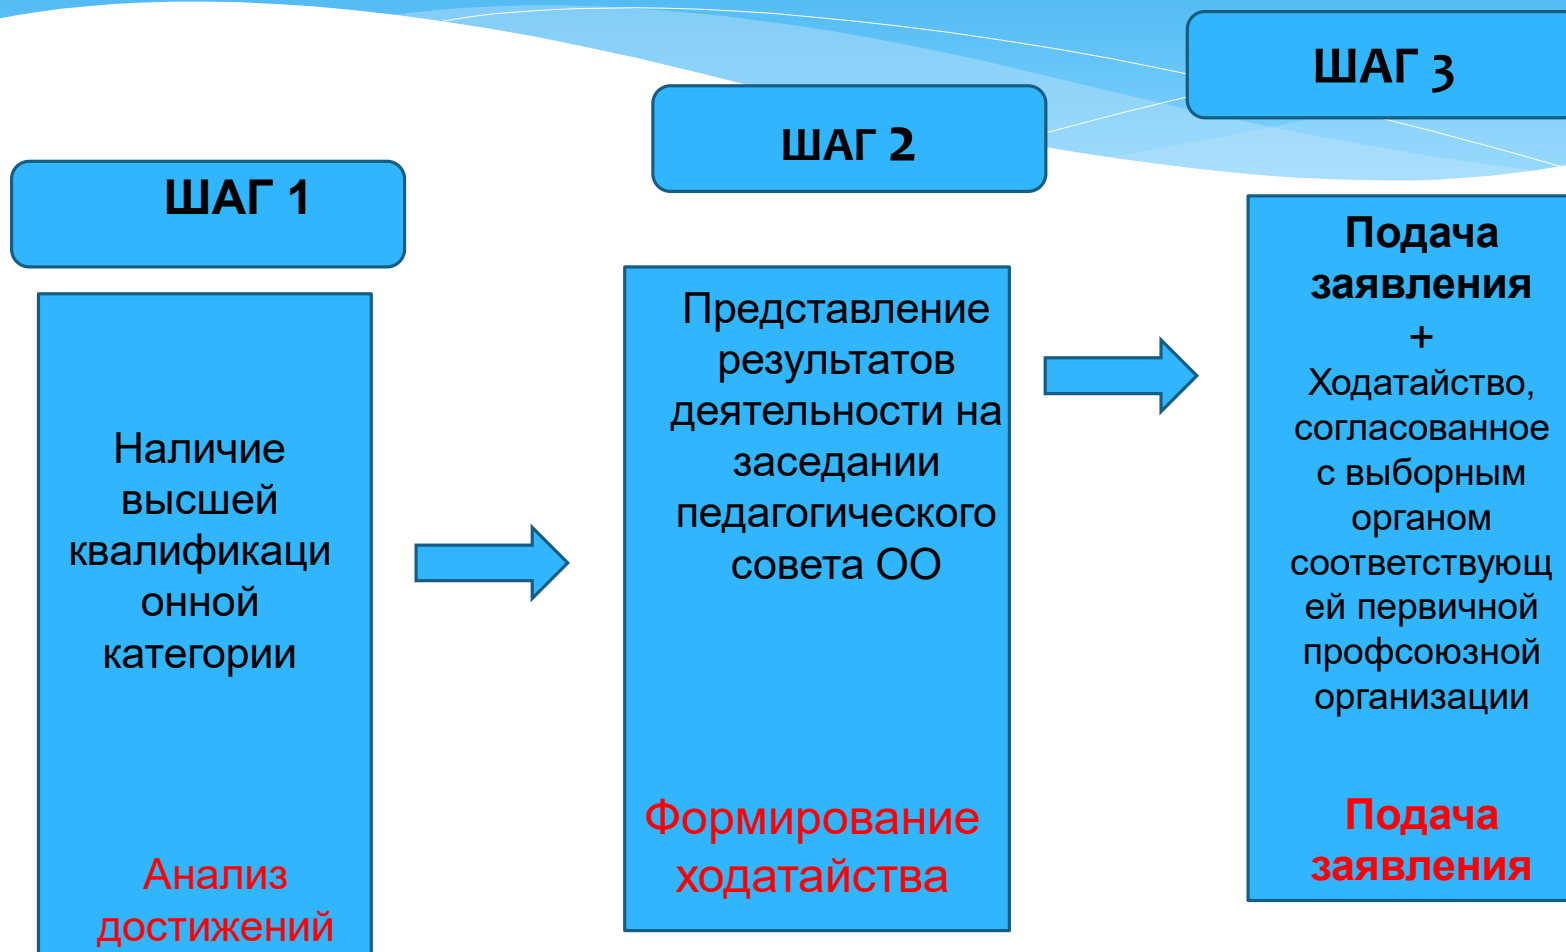 ШАГ 1
Наличие
высшей
квалификаци
онной
категории
Анализ
достижений
ШАГ 2
Представление
результатов
деятельности на
заседании
педагогического
совета ОО
Формирование
ходатайства
ШАГ 3
Подача
заявления
+
Ходатайство,
согласованное
с выборным
органом
соответствующ
ей первичной
профсоюзной
организации
Подача
заявления